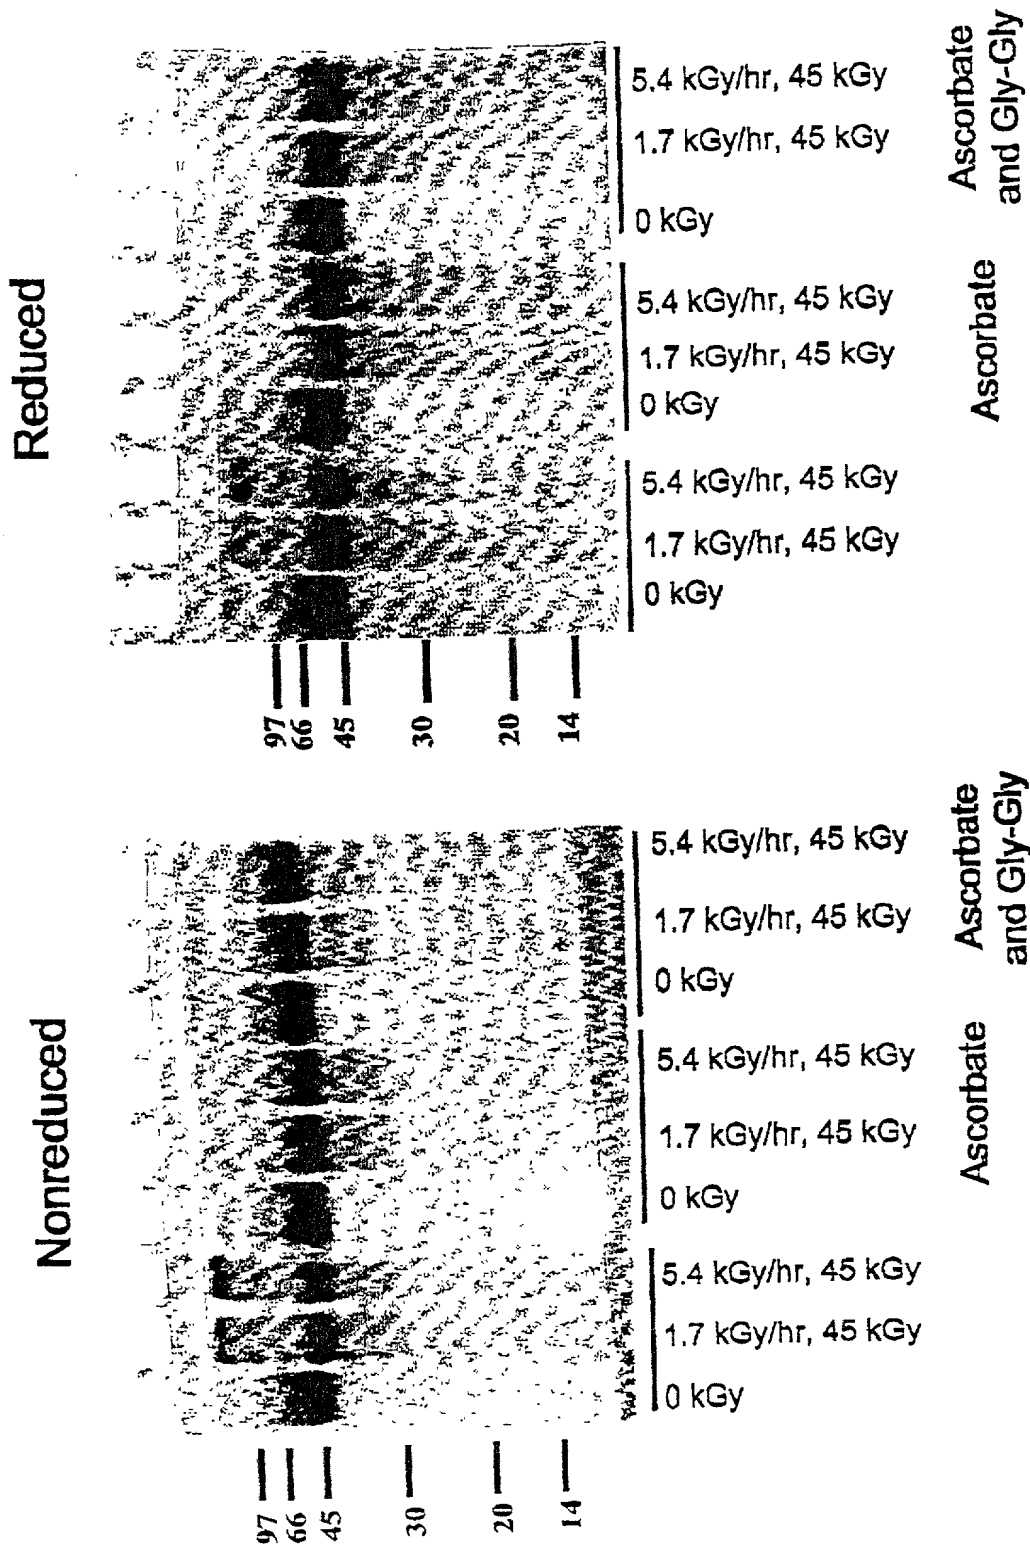 Nonreduced
97
66
45
30
20
14
0 kGy
1.7 kGy/hr, 45 kGy
5.4 kGy/hr, 45 kGy
0 kGy
1.7 kGy/hr, 45 kGy
5.4 kGy/hr, 45 kGy
0 kGy
1.7 kGy/hr, 45 kGy
5.4 kGy/hr, 45 kGy
Ascorbate
Ascorbate
and Gly-Gly
Reduced
97
66
45
30
20
14
0 kGy
1.7 kGy/hr, 45 kGy
5.4 kGy/hr, 45 kGy
0 kGy
1.7 kGy/hr, 45 kGy
5.4 kGy/hr, 45 kGy
0 kGy
1.7 kGy/hr, 45 kGy
5.4 kGy/hr, 45 kGy
Ascorbate
Ascorbate
and Gly-Gly